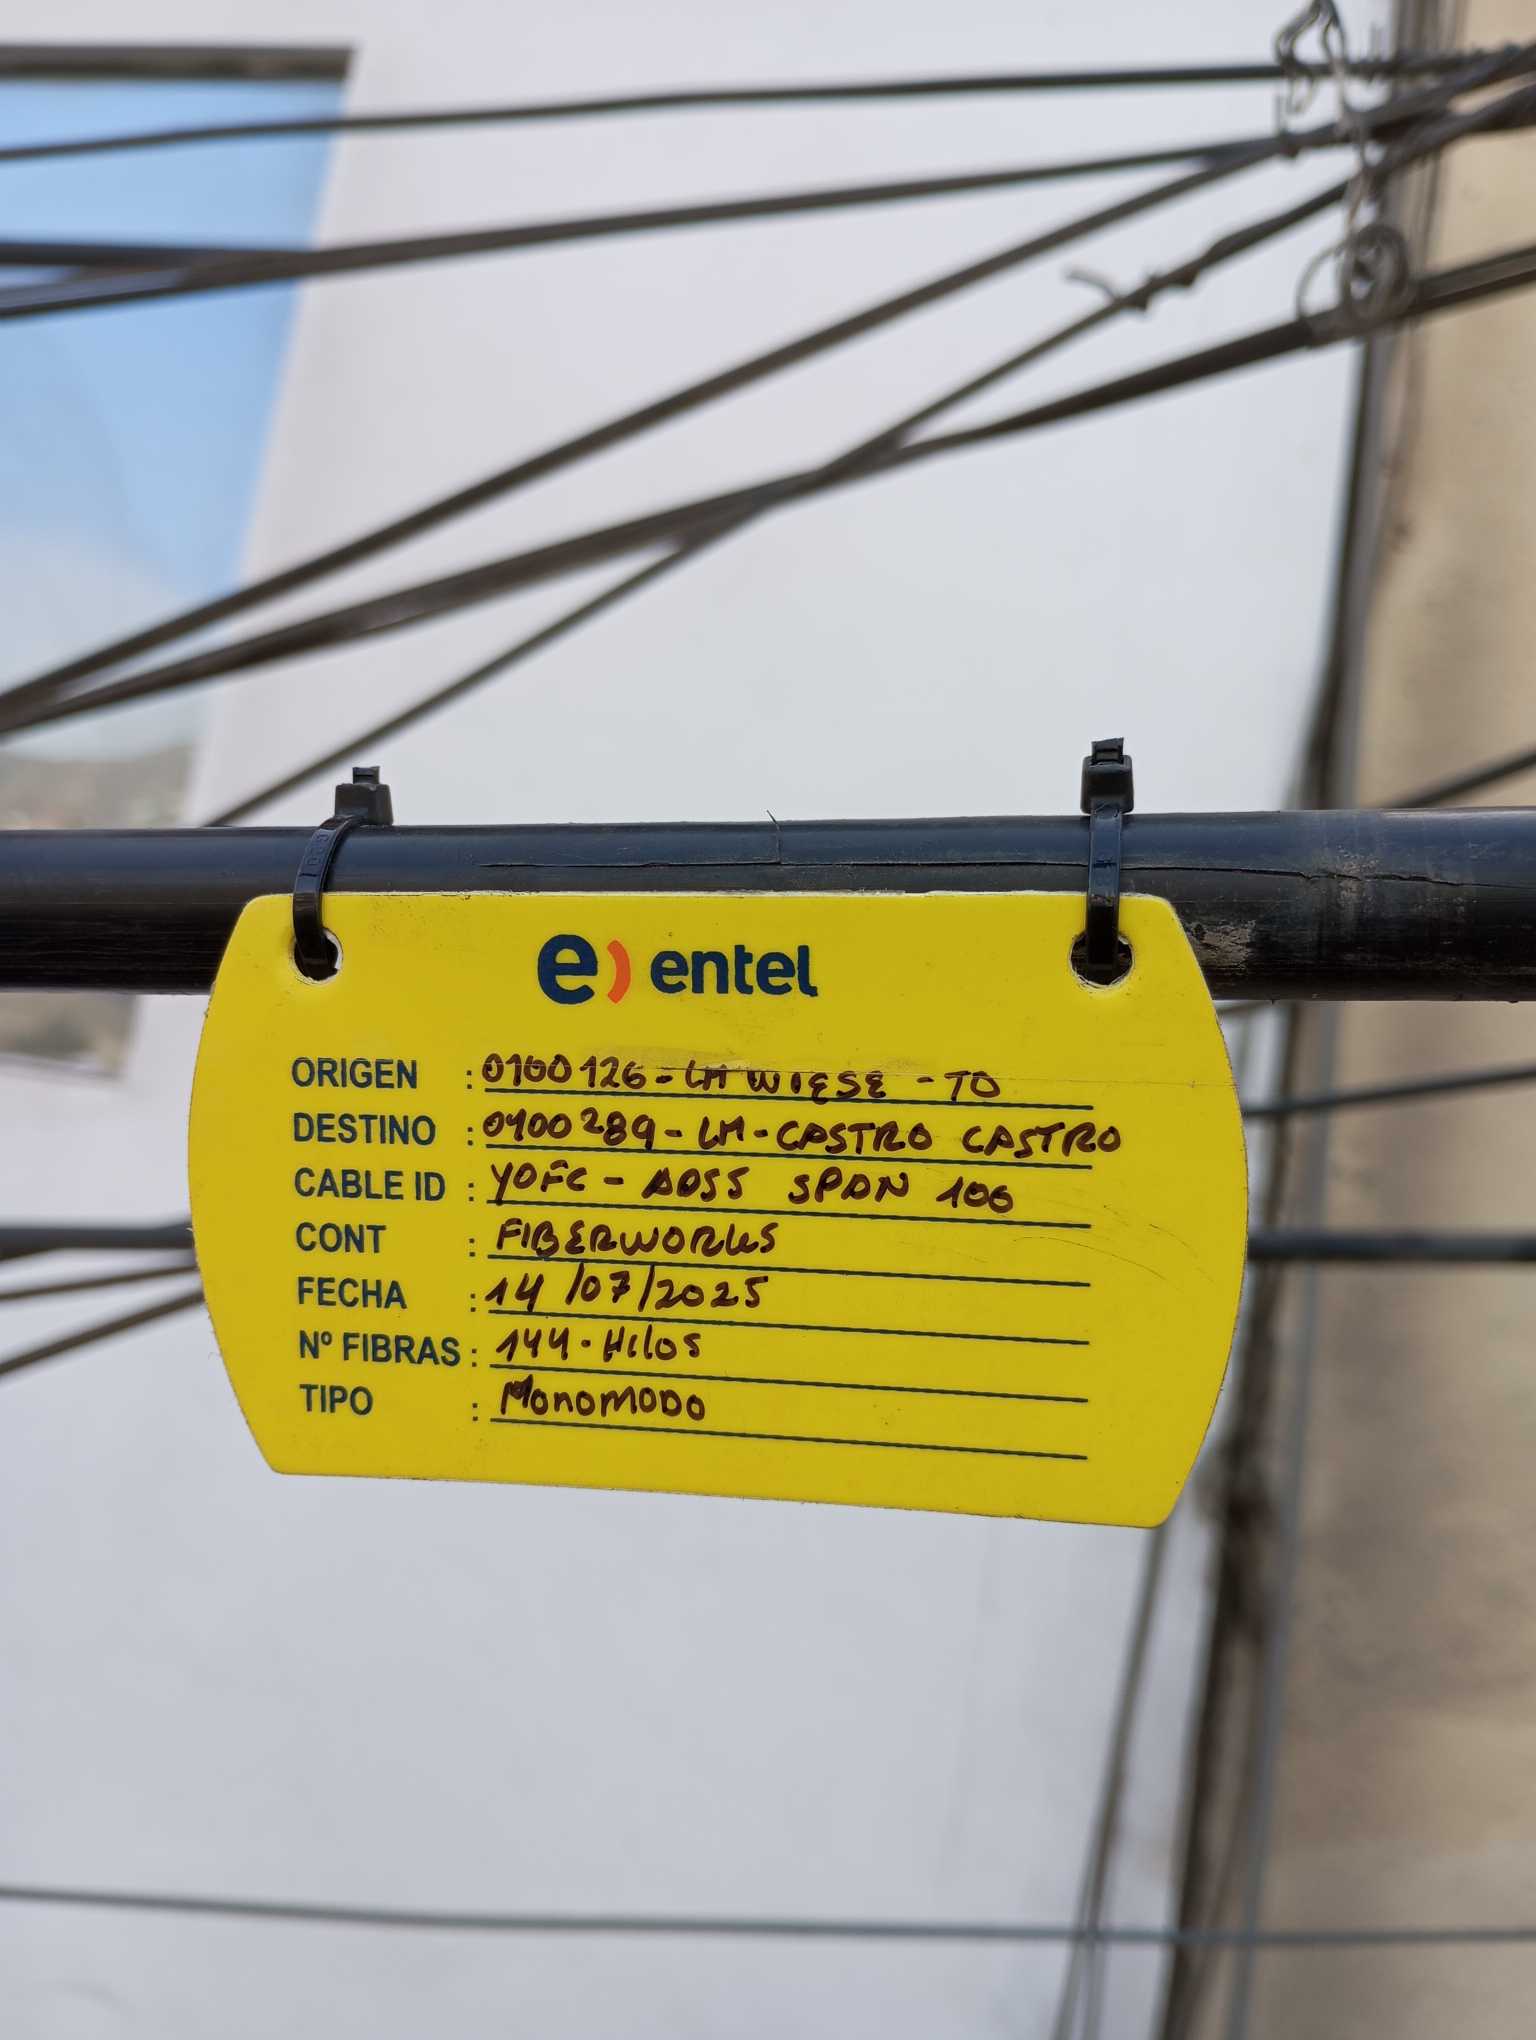 e) entel
ORIGEN : 0100126-LM WIESE - TO
DESTINO : 0100289-LM-CASTRO CASTRO
CABLE ID : YOFC - ADSS SPAN 100
CONT : FIBERWORKS
FECHA : 14/07/2025
Nº FIBRAS : 144-Hilos
TIPO : MONOMODO